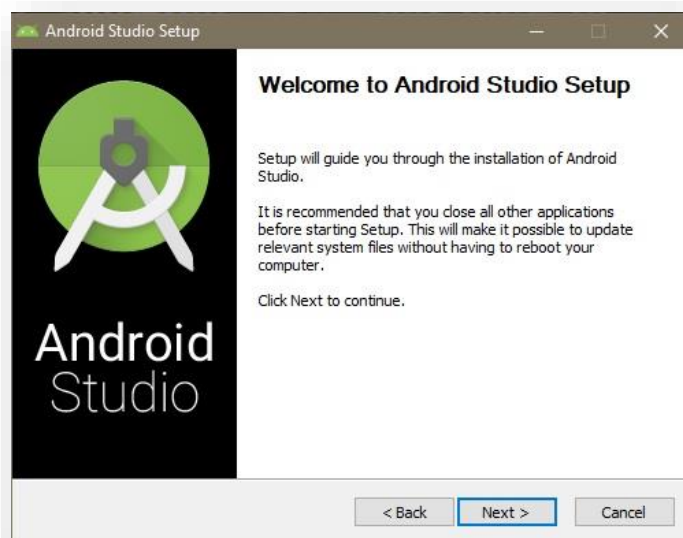 Android Studio Setup
Welcome to Android Studio Setup
Setup will guide you through the installation of Android
Studio.
It is recommended that you close all other applications
before starting Setup. This will make it possible to update
relevant system files without having to reboot your
computer.
Click Next to continue.
Android
Studio
< Back
Next >
Cancel